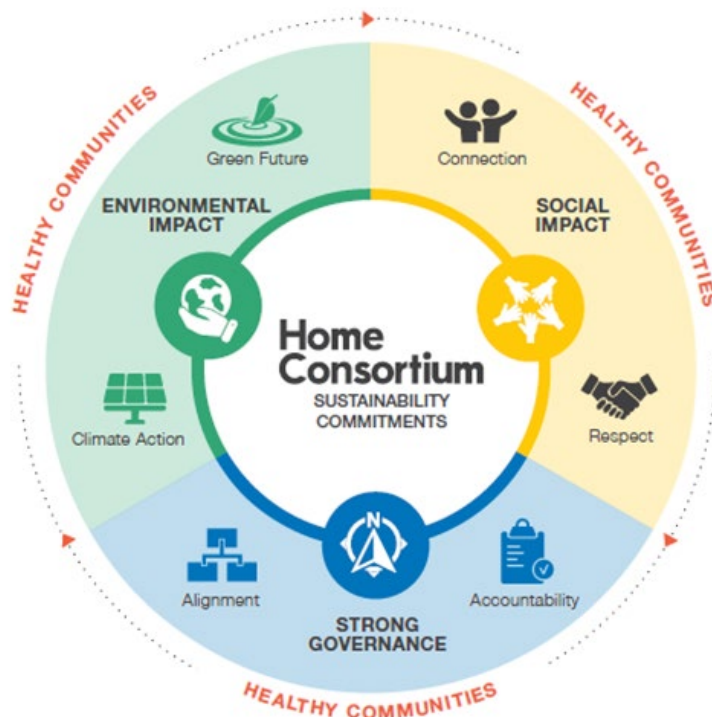 HEALTHY COMMUNITIES
HEALTHY COMMUNITIES
Green Future
Connection
ENVIRONMENTAL
IMPACT
SOCIAL
IMPACT
Home
Consortium
SUSTAINABILITY
COMMITMENTS
Climate Action
Respect
N
Alignment
Accountability
STRONG
GOVERNANCE
HEALTHY COMMUNITIES